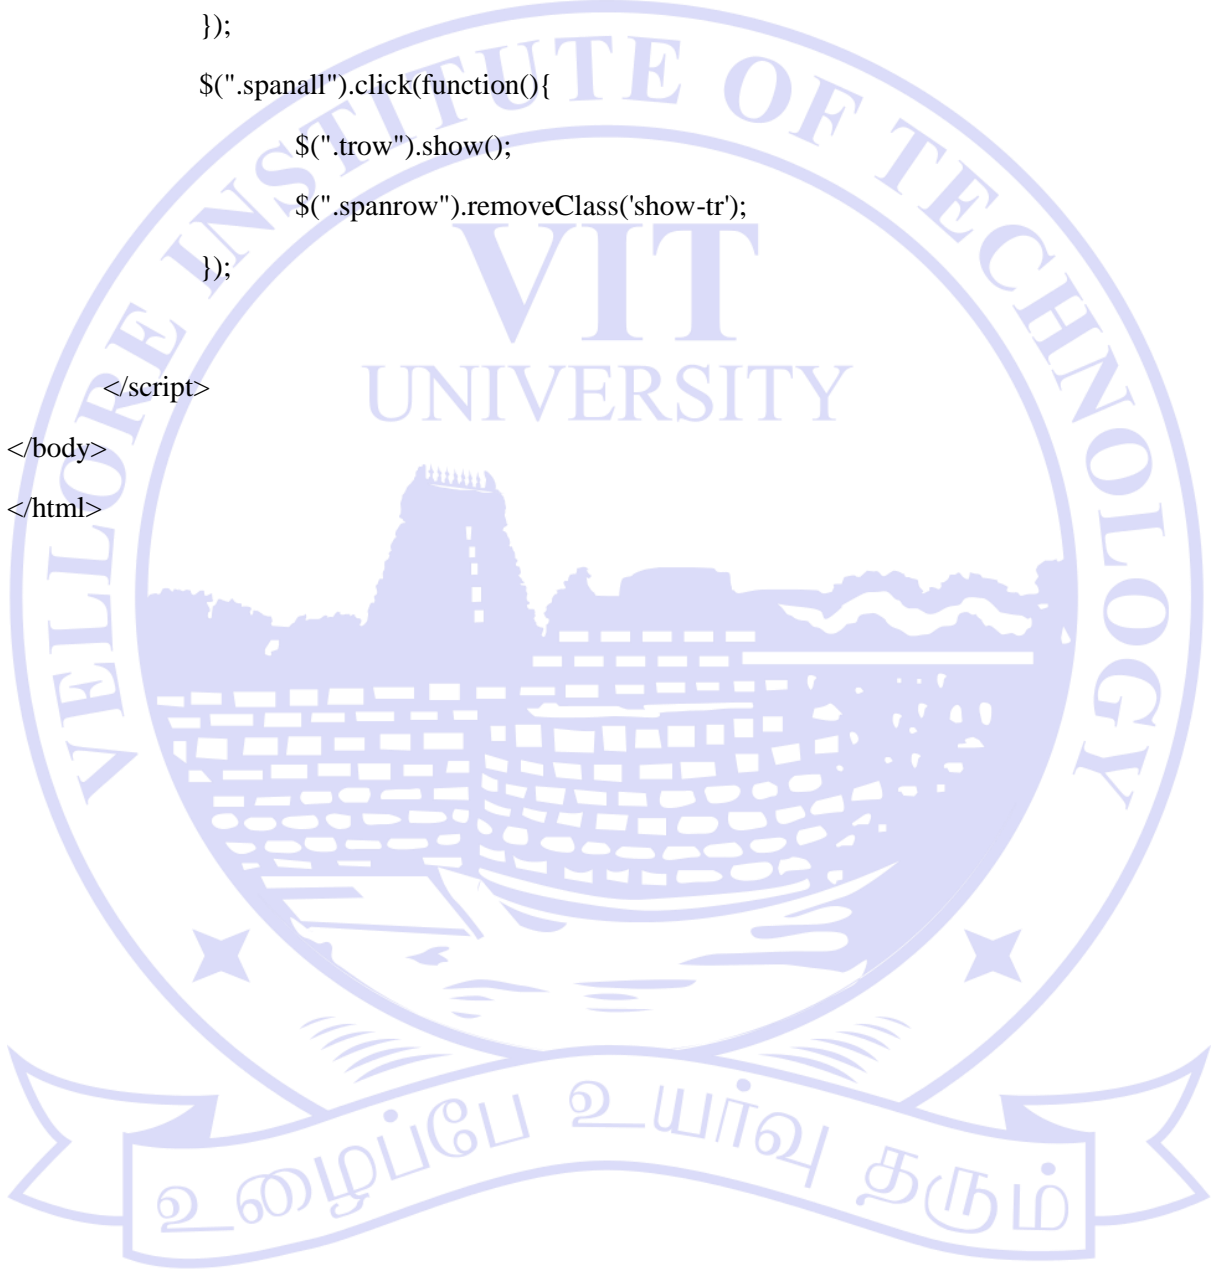 });
$(".spanall").click(function(){
$(".trow").show();
$(".spanrow").removeClass('show-tr');
});
</script>
</body>
</html>
VELLORE INSTITUTE OF TECHNOLOGY
VIT
UNIVERSITY
உழைப்பே உயர்வு தரும்